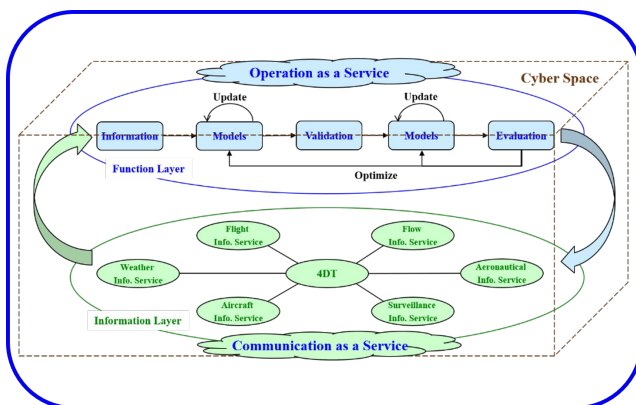 Operation as a Service
Cyber Space
Update
Update
Information
Models
Validation
Models
Evaluation
Optimize
Function Layer
Flight
Info. Service
Flow
Info. Service
Weather
Info. Service
4DT
Aeronautical
Info. Service
Aircraft
Info. Service
Surveillance
Info. Service
Information Layer
Communication as a Service